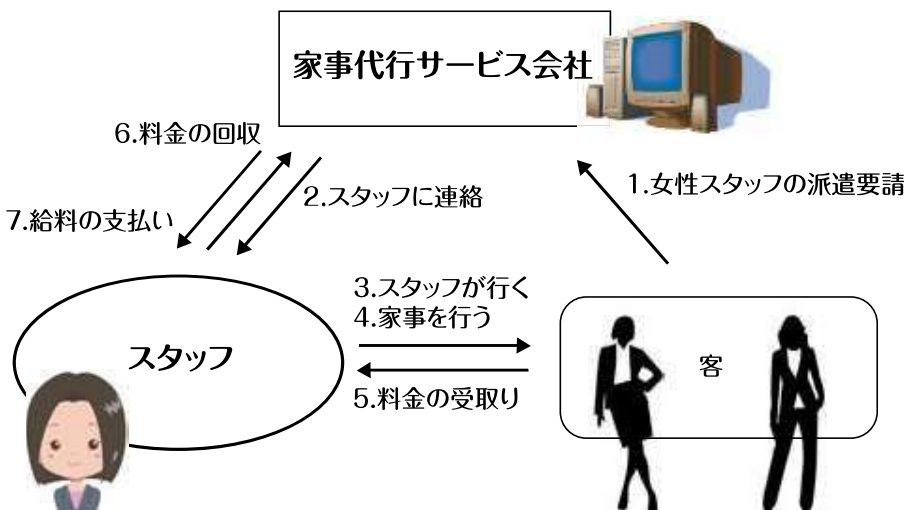 家事代行サービス会社
6.料金の回収
1.女性スタッフの派遣要請
2.スタッフに連絡
7.給料の支払い
3.スタッフが行く
4.家事を行う
スタッフ
客
5.料金の受取り